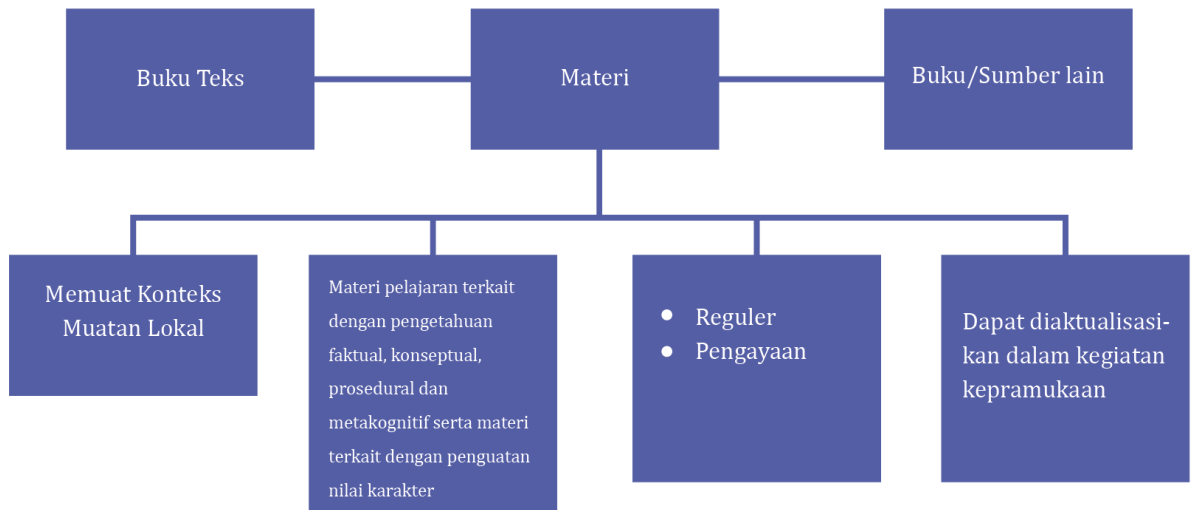 Buku Teks
Materi
Buku/Sumber lain
Memuat Konteks
Muatan Lokal
Materi pelajaran terkait
dengan pengetahuan
faktual, konseptual,
prosedural dan
metakognitif serta materi
terkait dengan penguatan
nilai karakter
• Reguler
• Pengayaan
Dapat diaktualisasi-
kan dalam kegiatan
kepramukaan